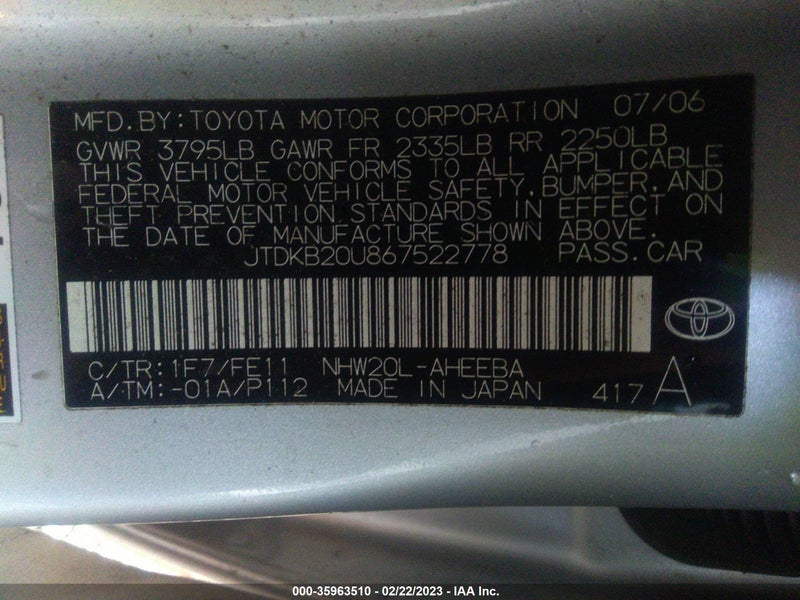 MFD.BY:TOYOTA MOTOR CORPORATION 07/06
GVWR 3795LB GAWR FR 2335LB RR 2250LB
THIS VEHICLE CONFORMS TO ALL APPLICABLE
FEDERAL MOTOR VEHICLE SAFETY,BUMPER,AND
THEFT PREVENTION STANDARDS IN EFFECT ON
THE DATE OF MANUFACTURE SHOWN ABOVE.
JTDKB20U867522778 PASS.CAR
C/TR:1F7/FE11 NHW20L-AHEEBA
A/TM:-01A/P112 MADE IN JAPAN 417 A
000-35963510 - 02/22/2023 - IAA Inc.